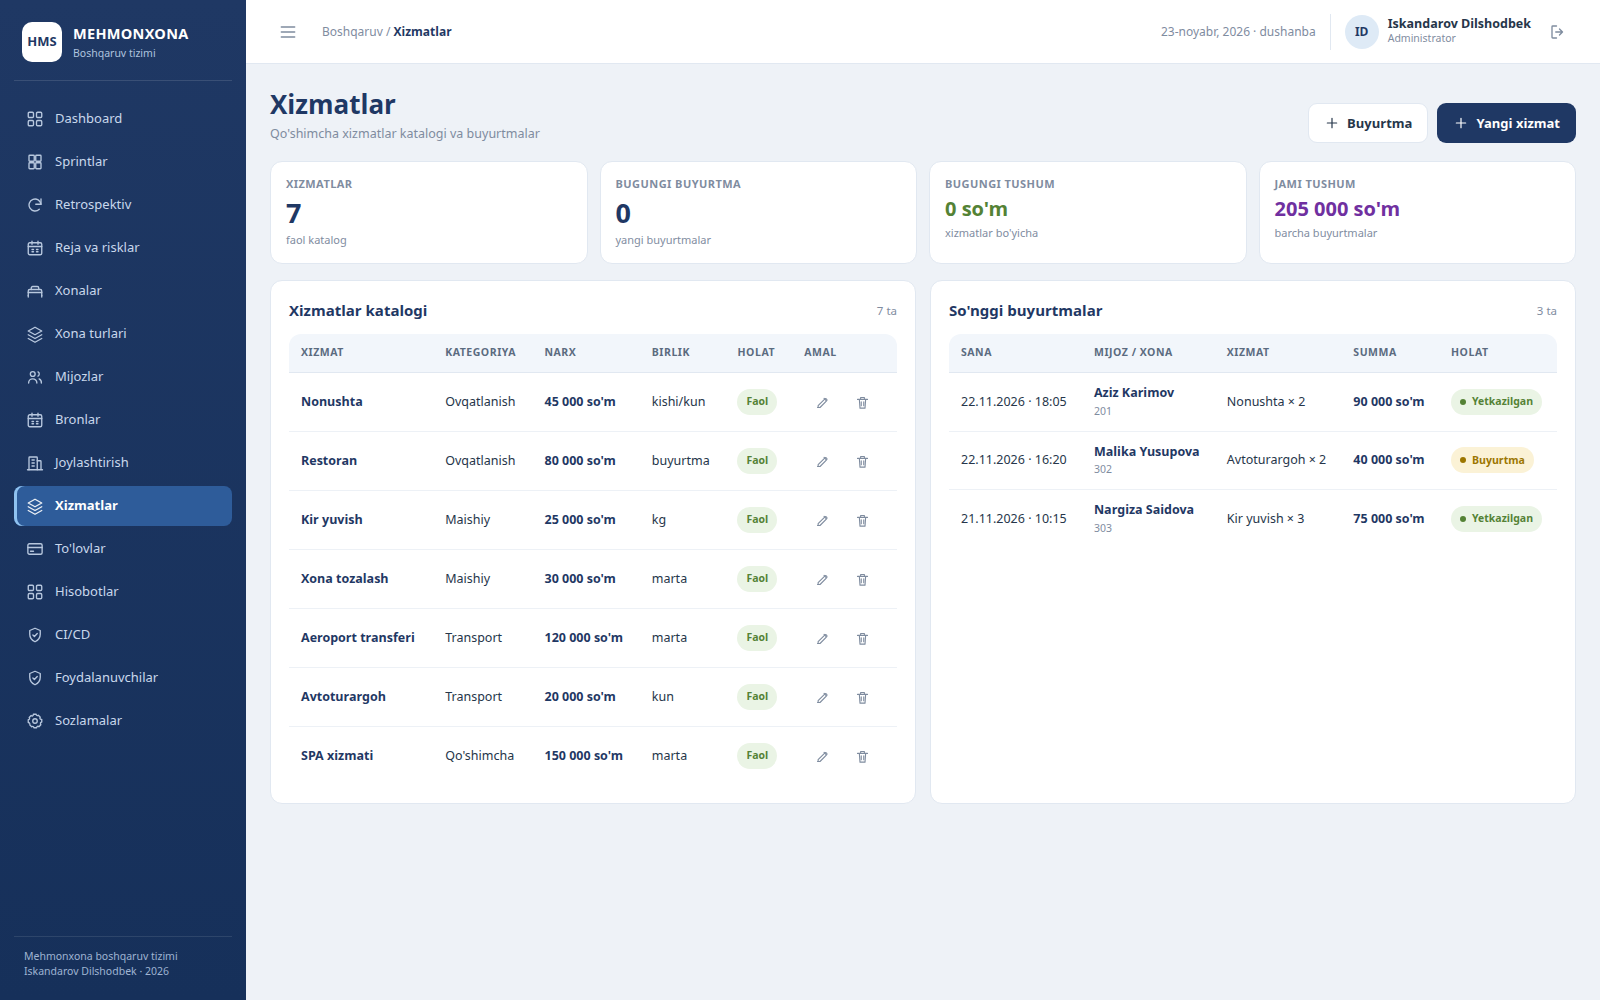 HMS
MEHMONXONA
Boshqaruv tizimi
Dashboard
Sprintlar
Retrospektiv
Reja va risklar
Xonalar
Xona turlari
Mijozlar
Bronlar
Joylashtirish
Xizmatlar
To'lovlar
Hisobotlar
CI/CD
Foydalanuvchilar
Sozlamalar
Mehmonxona boshqaruv tizimi
Iskandarov Dilshodbek · 2026
Boshqaruv / Xizmatlar
23-noyabr, 2026 · dushanba
ID
Iskandarov Dilshodbek
Administrator
Xizmatlar
Qo'shimcha xizmatlar katalogi va buyurtmalar
Buyurtma
Yangi xizmat
XIZMATLAR
7
faol katalog
BUGUNGI BUYURTMA
0
yangi buyurtmalar
BUGUNGI TUSHUM
0 so'm
xizmatlar bo'yicha
JAMI TUSHUM
205 000 so'm
barcha buyurtmalar
Xizmatlar katalogi 7 ta
XIZMAT KATEGORIYA NARX BIRLIK HOLAT AMAL
Nonushta Ovqatlanish 45 000 so'm kishi/kun Faol
Restoran Ovqatlanish 80 000 so'm buyurtma Faol
Kir yuvish Maishiy 25 000 so'm kg Faol
Xona tozalash Maishiy 30 000 so'm marta Faol
Aeroport transferi Transport 120 000 so'm marta Faol
Avtoturargoh Transport 20 000 so'm kun Faol
SPA xizmati Qo'shimcha 150 000 so'm marta Faol
So'nggi buyurtmalar 3 ta
SANA MIJOZ / XONA XIZMAT SUMMA HOLAT
22.11.2026 · 18:05 Aziz Karimov Nonushta × 2 90 000 so'm Yetkazilgan
201
22.11.2026 · 16:20 Malika Yusupova Avtoturargoh × 2 40 000 so'm Buyurtma
302
21.11.2026 · 10:15 Nargiza Saidova Kir yuvish × 3 75 000 so'm Yetkazilgan
303